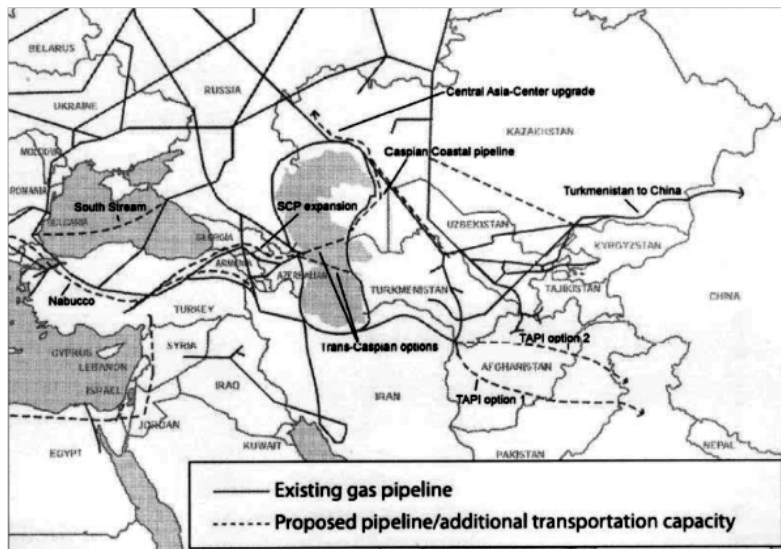 BELARUS
RUSSIA
UKRAINE
Central Asia-Center upgrade
KAZAKHSTAN
Caspian Coastal pipeline
MOLDOVA
ROMANIA
Turkmenistan to China
South Stream
SCP expansion
BULGARIA
GEORGIA
UZBEKISTAN
KYRGYZSTAN
ARMENIA
AZERBAIJAN
TURKMENISTAN
TAJIKISTAN
CHINA
Nabucco
TURKEY
TAPI option 2
SYRIA
Trans-Caspian options
CYPRUS
LEBANON
AFGHANISTAN
ISRAEL
IRAQ
IRAN
TAPI option 1
JORDAN
EGYPT
KUWAIT
PAKISTAN
NEPAL
Existing gas pipeline
Proposed pipeline/additional transportation capacity